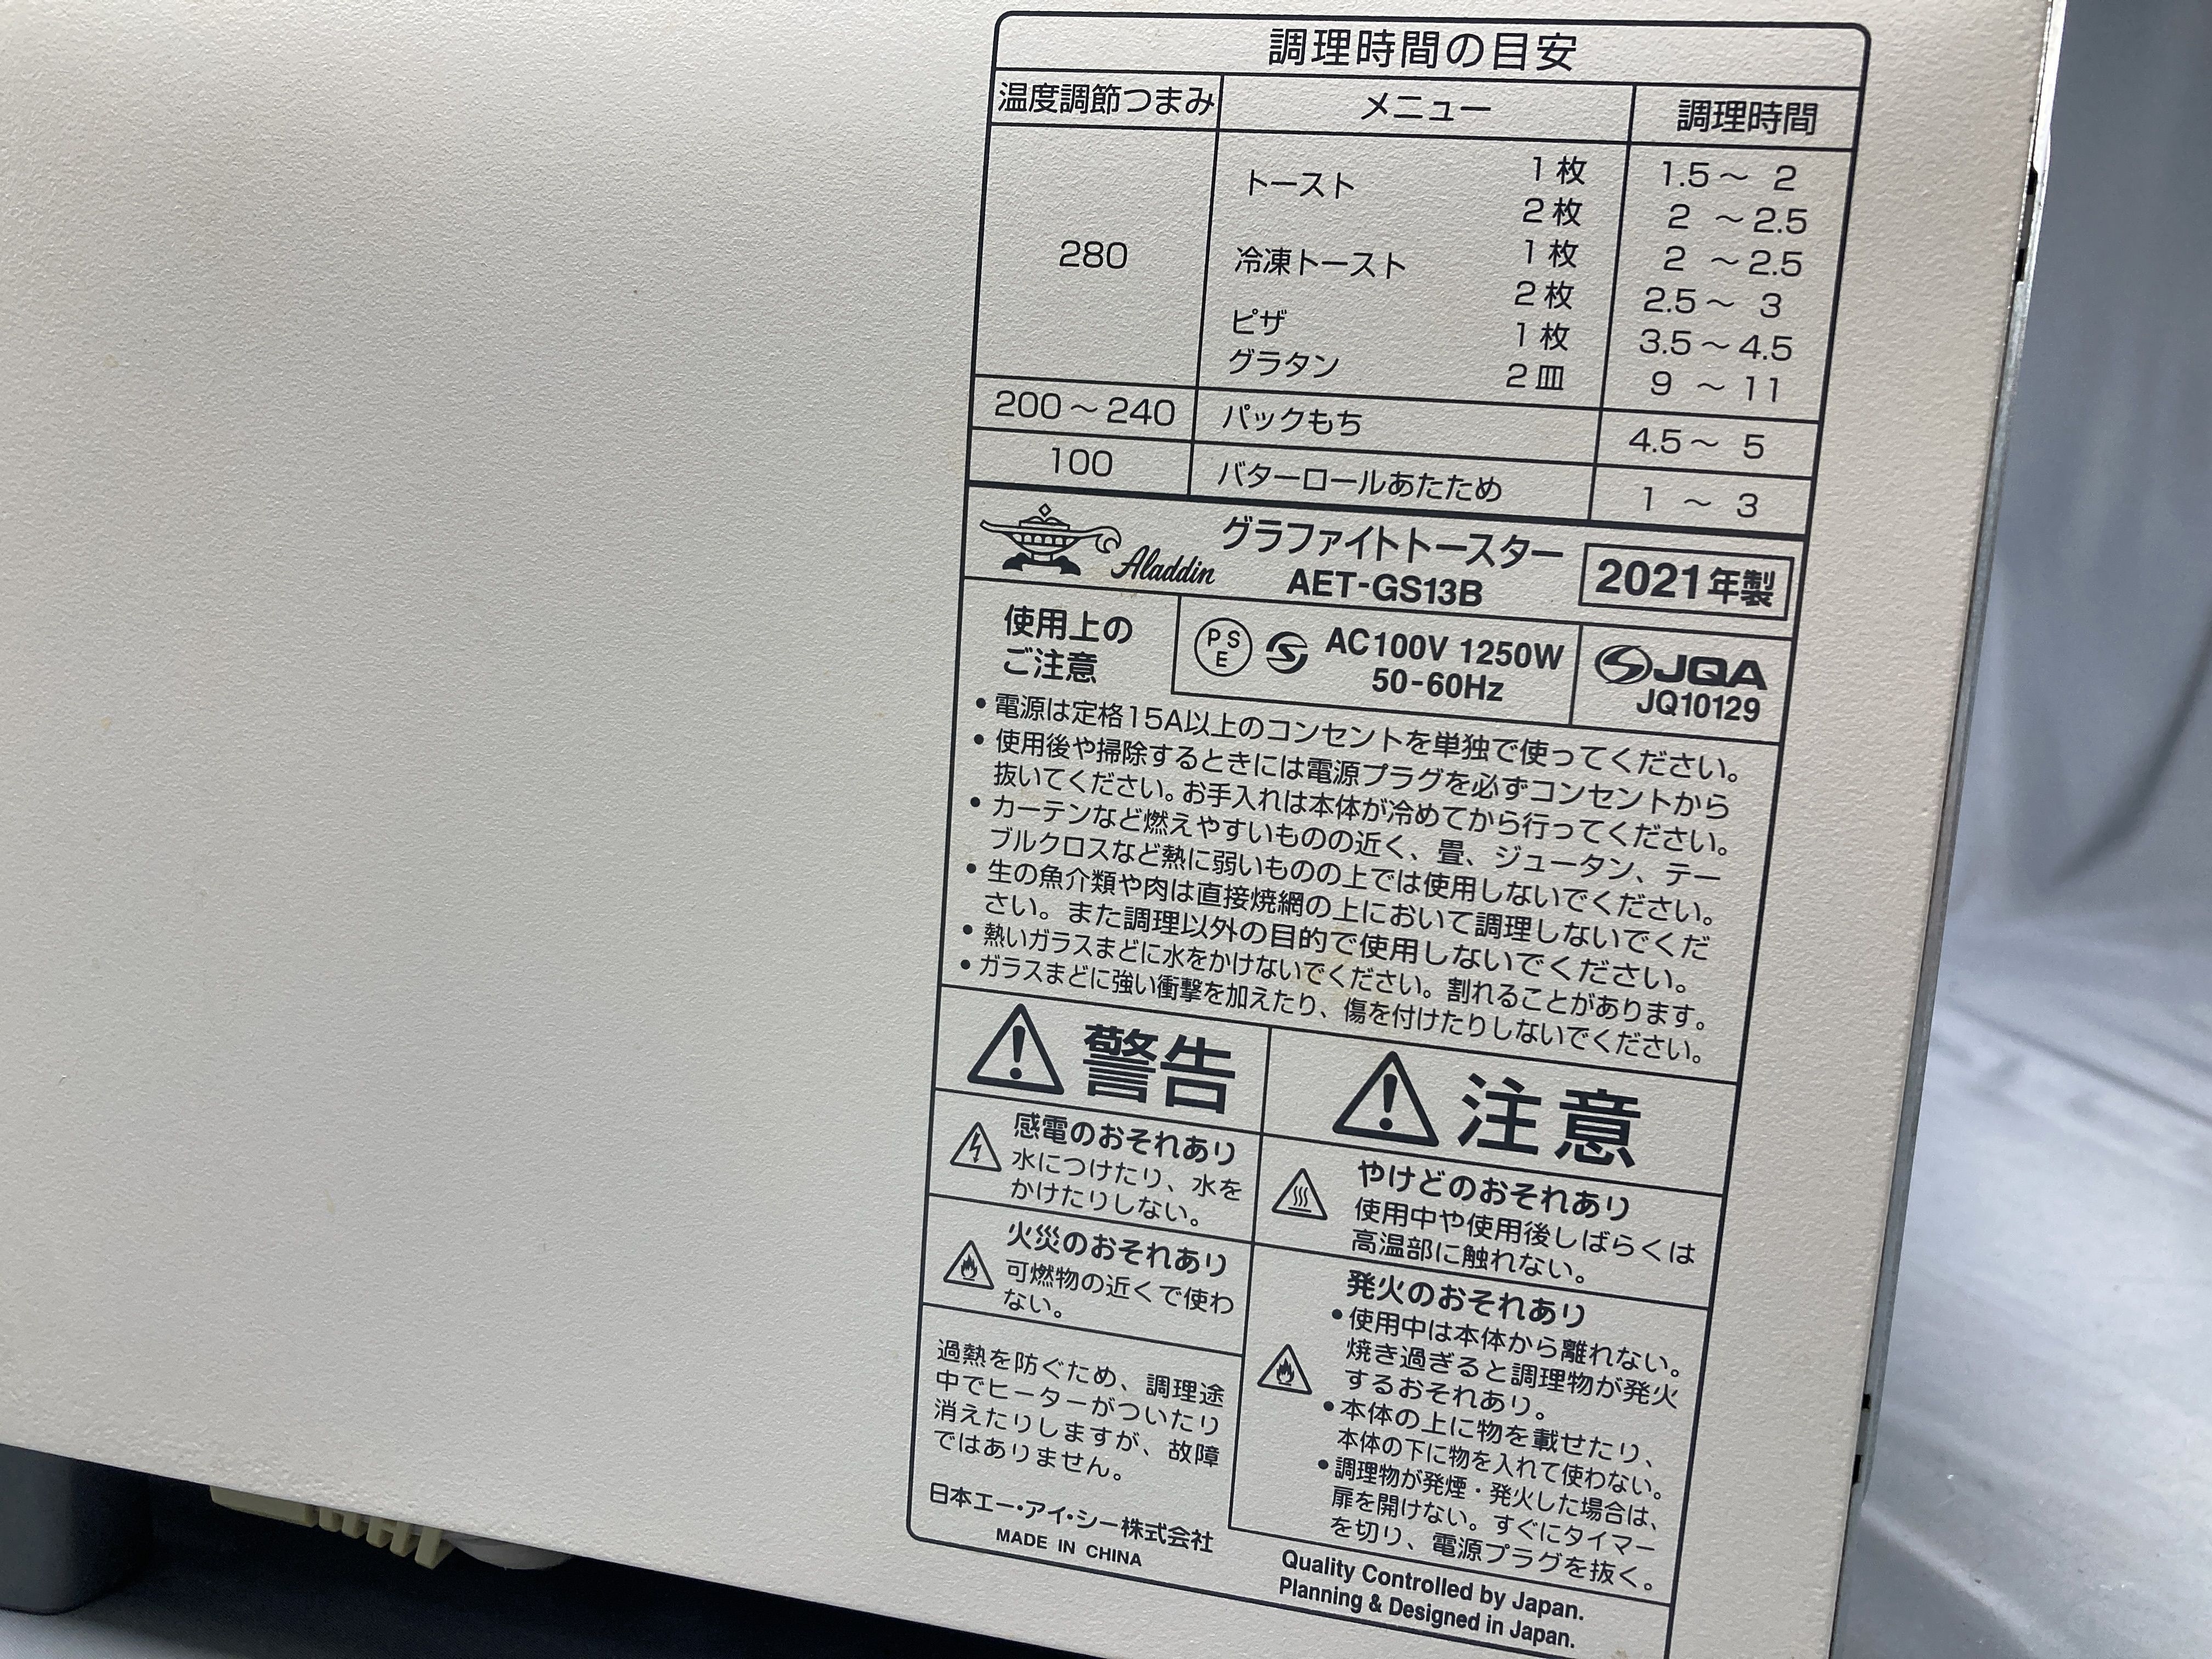 調理時間の目安
温度調節つまみ メニュー 調理時間
280 トースト 1枚 1.5～ 2
2枚 2 ～2.5
冷凍トースト 1枚 2 ～2.5
2枚 2.5～ 3
ピザ 1枚 3.5～4.5
グラタン 2皿 9 ～11
200～240 パックもち 4.5～ 5
100 バターロールあたため 1 ～ 3
Aladdin
グラファイトトースター
AET-GS13B
2021年製
使用上の
ご注意
PSE
AC100V 1250W
50-60Hz
JQA
JQ10129
•電源は定格15A以上のコンセントを単独で使ってください。
•使用後や掃除するときには電源プラグを必ずコンセントから
抜いてください。お手入れは本体が冷めてから行ってください。
•カーテンなど燃えやすいものの近く、畳、ジュータン、テー
ブルクロスなど熱に弱いものの上では使用しないでください。
•生の魚介類や肉は直接焼網の上において調理しないでくだ
さい。また調理以外の目的で使用しないでください。
•熱いガラスまどに水をかけないでください。割れることがあります。
•ガラスまどに強い衝撃を加えたり、傷を付けたりしないでください。
警告
感電のおそれあり
水につけたり、水を
かけたりしない。
火災のおそれあり
可燃物の近くで使わ
ない。
過熱を防ぐため、調理途
中でヒーターがついたり
消えたりしますが、故障
ではありません。
日本エー・アイ・シー株式会社
MADE IN CHINA
注意
やけどのおそれあり
使用中や使用後しばらくは
高温部に触れない。
発火のおそれあり
•使用中は本体から離れない。
焼き過ぎると調理物が発火
するおそれあり。
•本体の上に物を載せたり、
本体の下に物を入れて使わない。
•調理物が発煙・発火した場合は、
扉を開けない。すぐにタイマー
を切り、電源プラグを抜く。
Quality Controlled by Japan.
Planning & Designed in Japan.